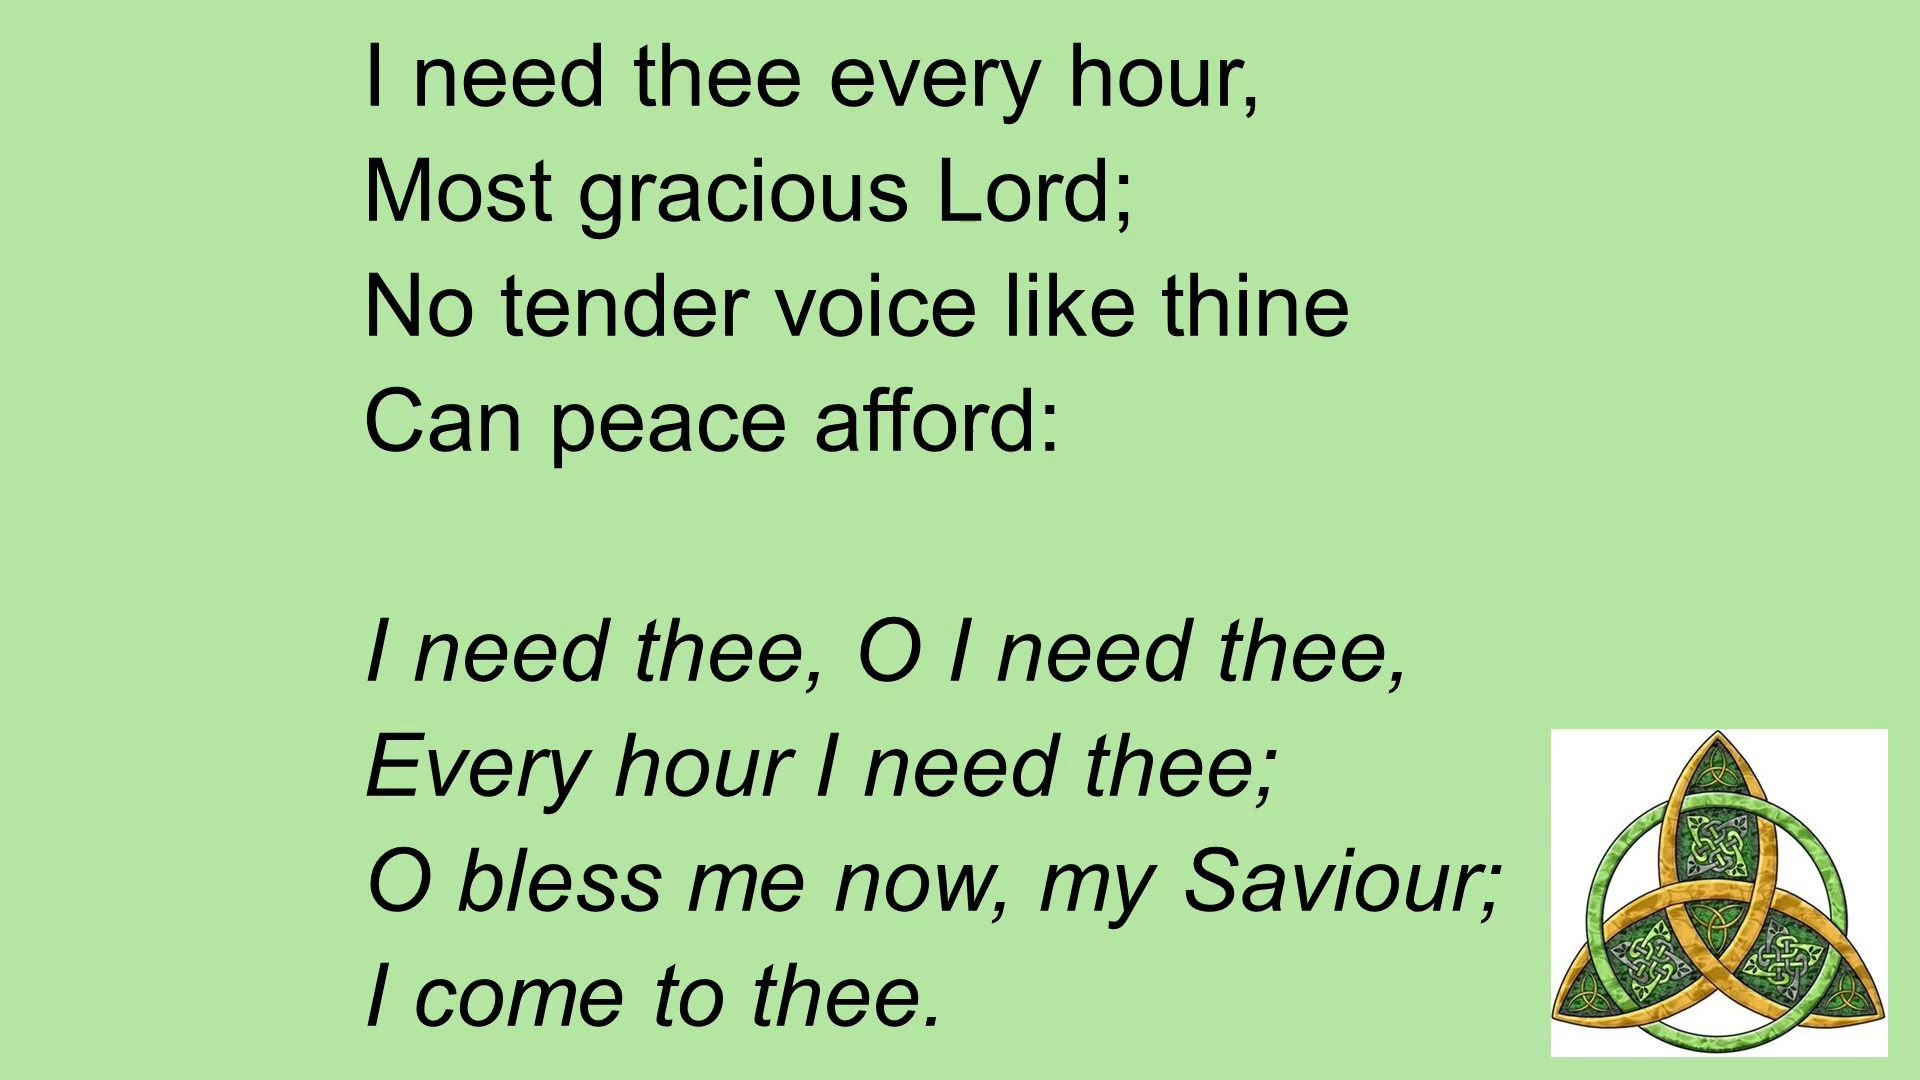 I need thee every hour,
Most gracious Lord;
No tender voice like thine
Can peace afford:
I need thee, O I need thee,
Every hour I need thee;
O bless me now, my Saviour;
I come to thee.